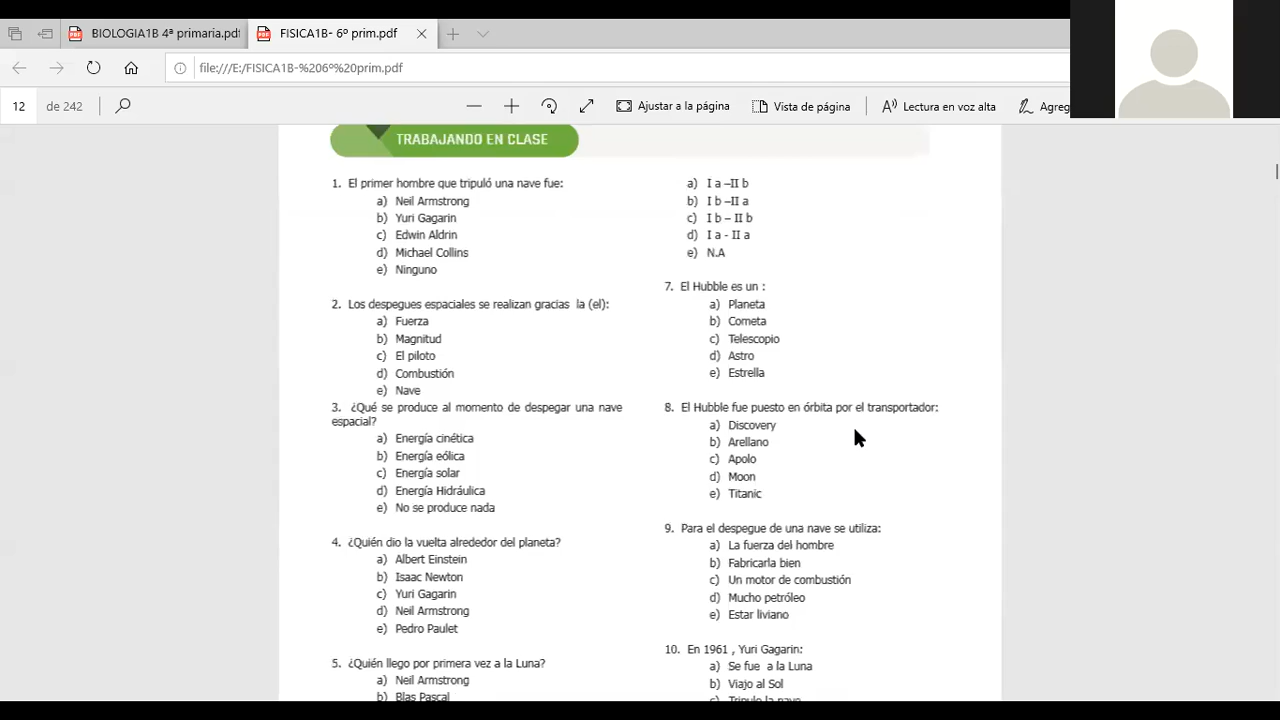 BIOLOGIA1B 4ª primaria.pdf
FISICA1B- 6º prim.pdf
file:///E:/FISICA1B-%206º%20prim.pdf
12 de 242
Ajustar a la página
Vista de página
Lectura en voz alta
Agreg
TRABAJANDO EN CLASE
1. El primer hombre que tripuló una nave fue:
a) Neil Armstrong
b) Yuri Gagarin
c) Edwin Aldrin
d) Michael Collins
e) Ninguno
2. Los despegues espaciales se realizan gracias la (el):
a) Fuerza
b) Magnitud
c) El piloto
d) Combustión
e) Nave
3. ¿Qué se produce al momento de despegar una nave
espacial?
a) Energía cinética
b) Energía eólica
c) Energía solar
d) Energía Hidráulica
e) No se produce nada
4. ¿Quién dio la vuelta alrededor del planeta?
a) Albert Einstein
b) Isaac Newton
c) Yuri Gagarin
d) Neil Armstrong
e) Pedro Paulet
5. ¿Quién llego por primera vez a la Luna?
a) Neil Armstrong
b) Blas Pascal
a) I a –II b
b) I b –II a
c) I b – II b
d) I a - II a
e) N.A
7. El Hubble es un :
a) Planeta
b) Cometa
c) Telescopio
d) Astro
e) Estrella
8. El Hubble fue puesto en órbita por el transportador:
a) Discovery
b) Arellano
c) Apolo
d) Moon
e) Titanic
9. Para el despegue de una nave se utiliza:
a) La fuerza del hombre
b) Fabricarla bien
c) Un motor de combustión
d) Mucho petróleo
e) Estar liviano
10. En 1961 , Yuri Gagarin:
a) Se fue a la Luna
b) Viajo al Sol
c) Tripulo la nave